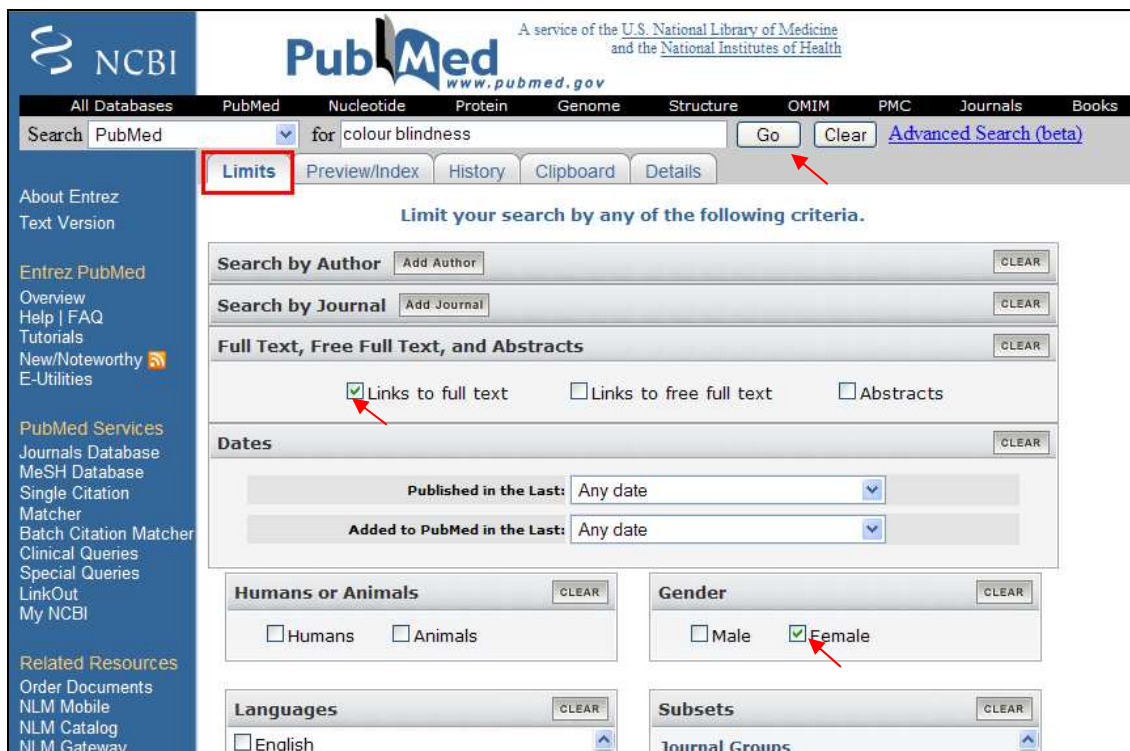 NCBI
PubMed
www.pubmed.gov
A service of the U.S. National Library of Medicine
and the National Institutes of Health
All Databases PubMed Nucleotide Protein Genome Structure OMIM PMC Journals Books
Search PubMed for colour blindness Go Clear Advanced Search (beta)
Limits Preview/Index History Clipboard Details
About Entrez
Text Version
Entrez PubMed
Overview
Help | FAQ
Tutorials
New/Noteworthy
E-Utilities
PubMed Services
Journals Database
MeSH Database
Single Citation
Matcher
Batch Citation Matcher
Clinical Queries
Special Queries
LinkOut
My NCBI
Related Resources
Order Documents
NLM Mobile
NLM Catalog
NLM Gateway
Limit your search by any of the following criteria.
Search by Author Add Author CLEAR
Search by Journal Add Journal CLEAR
Full Text, Free Full Text, and Abstracts CLEAR
Links to full text Links to free full text Abstracts
Dates CLEAR
Published in the Last: Any date
Added to PubMed in the Last: Any date
Humans or Animals CLEAR
Humans Animals
Gender CLEAR
Male Female
Languages CLEAR
English
Subsets CLEAR
Journal Groups